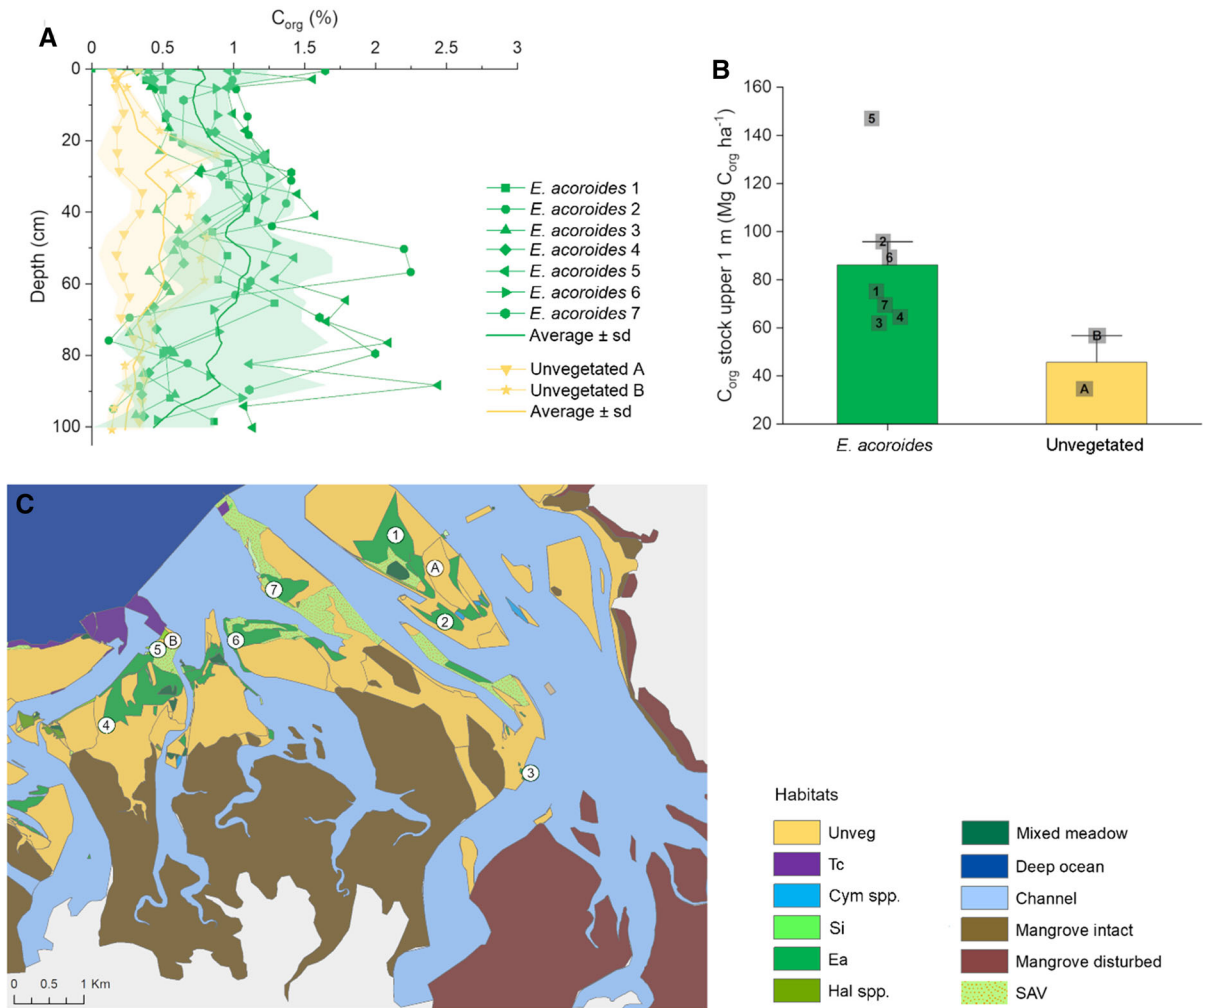 A
C_org (%)
0 0.5 1 1.5 2 2.5 3
Depth (cm)
0
20
40
60
80
100
E. acoroides 1
E. acoroides 2
E. acoroides 3
E. acoroides 4
E. acoroides 5
E. acoroides 6
E. acoroides 7
Average ± sd
Unvegetated A
Unvegetated B
Average ± sd
B
C_org stock upper 1 m (Mg C_org ha⁻¹)
160
140
120
100
80
60
40
20
5
2
6
1
7
4
3
B
A
E. acoroides
Unvegetated
C
1
A
7
2
6
B
5
4
3
0 0.5 1 Km
Habitats
Unveg
Tc
Cym spp.
Si
Ea
Hal spp.
Mixed meadow
Deep ocean
Channel
Mangrove intact
Mangrove disturbed
SAV